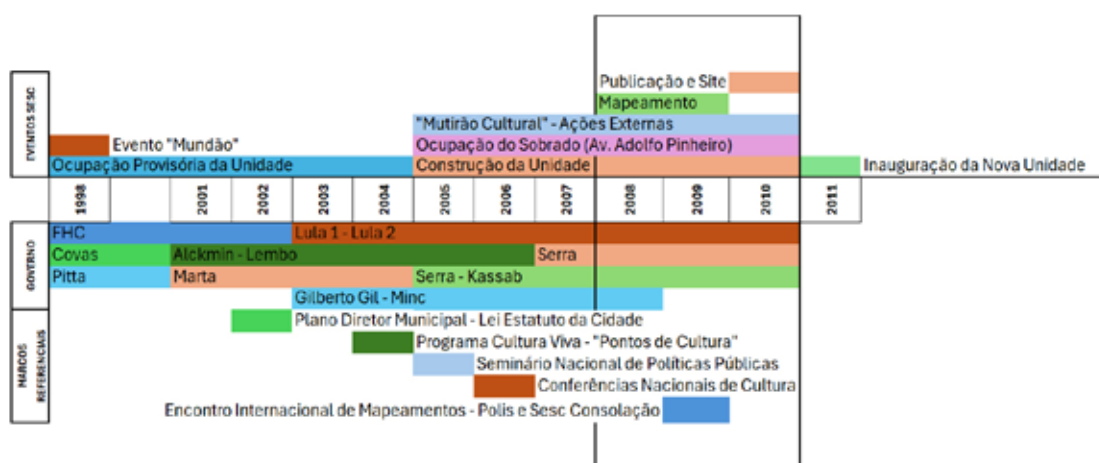 EVENTOS SESC
Publicação e Site
Mapeamento
"Mutirão Cultural" - Ações Externas
Evento "Mundão"
Ocupação do Sobrado (Av. Adolfo Pinheiro)
Ocupação Provisória da Unidade
Construção da Unidade
Inauguração da Nova Unidade
1998 2001 2002 2003 2004 2005 2006 2007 2008 2009 2010 2011
GOVERNO
FHC Lula 1 - Lula 2
Covas Alckmin - Lembo Serra
Pitta Marta Serra - Kassab
Gilberto Gil - Minc
MARCOS REFERENCIAIS
Plano Diretor Municipal - Lei Estatuto da Cidade
Programa Cultura Viva - "Pontos de Cultura"
Seminário Nacional de Políticas Públicas
Conferências Nacionais de Cultura
Encontro Internacional de Mapeamentos - Polis e Sesc Consolação